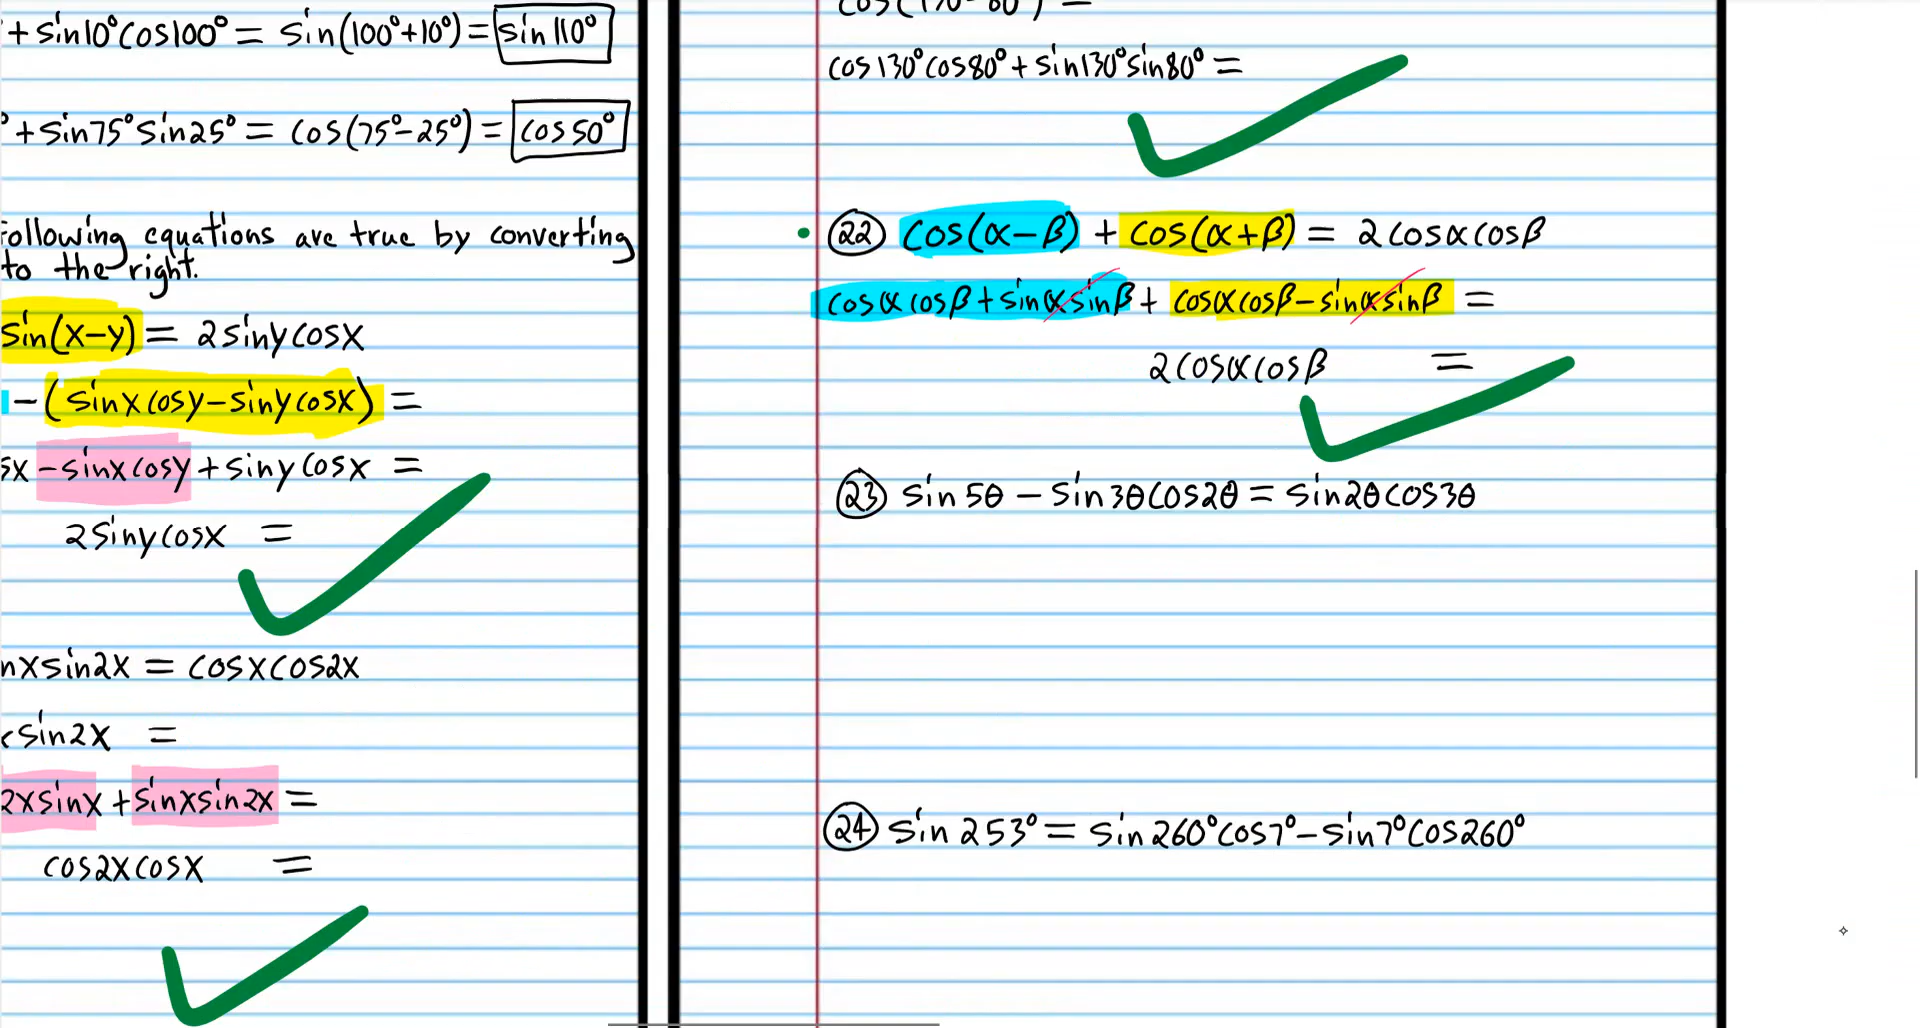 + sin10°cos100° = sin(100°+10°) = sin110°
° + sin75°sin25° = cos(75°-25°) = cos50°
following equations are true by converting
to the right.
sin(x-y) = 2sinycosx
- (sinxcosy-sinycosx) =
sx -sinxcosy+sinycosx =
2sinycosx =
nxsin2x = cosxcos2x
sin2x =
2xsinx + sinxsin2x =
cos2xcosx =
cos130°cos80° + sin130°sin80° =
22 cos(α-β) + cos(α+β) = 2cosαcosβ
cosαcosβ+sinαsinβ + cosαcosβ-sinαsinβ =
2cosαcosβ =
23 sin5θ - sin3θcos2θ = sin2θcos3θ
24 sin253° = sin260°cos7°-sin7°cos260°